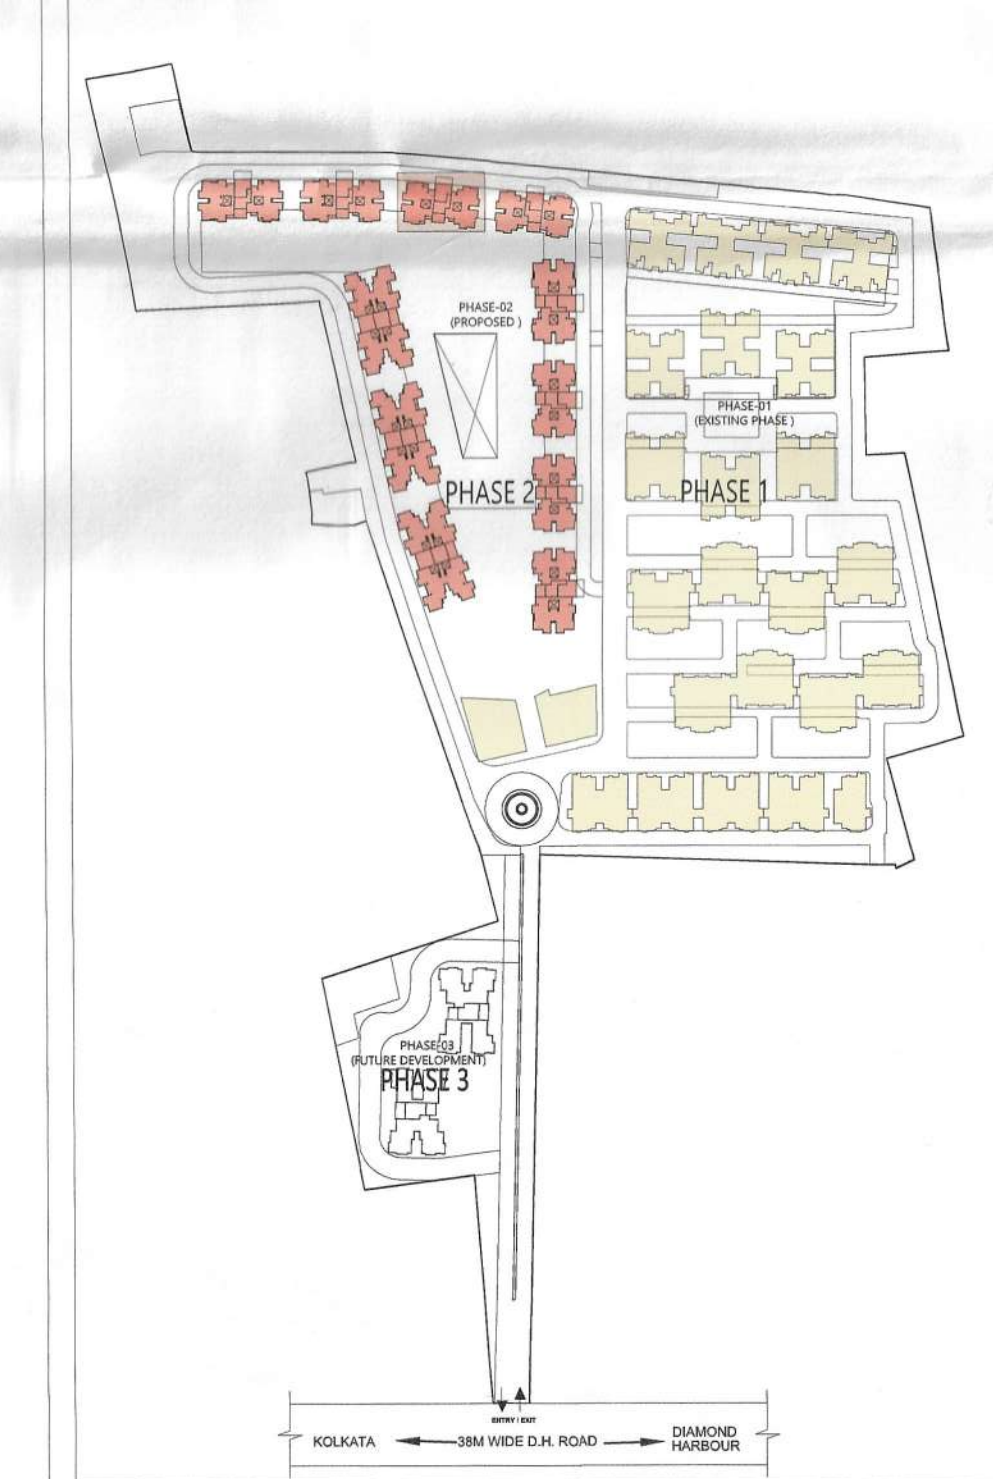 PHASE-02
(PROPOSED )
PHASE-01
(EXISTING PHASE )
PHASE 2
PHASE 1
PHASE-03
(FUTURE DEVELOPMENT)
PHASE 3
ENTRY / EXIT
KOLKATA
38M WIDE D.H. ROAD
DIAMOND
HARBOUR